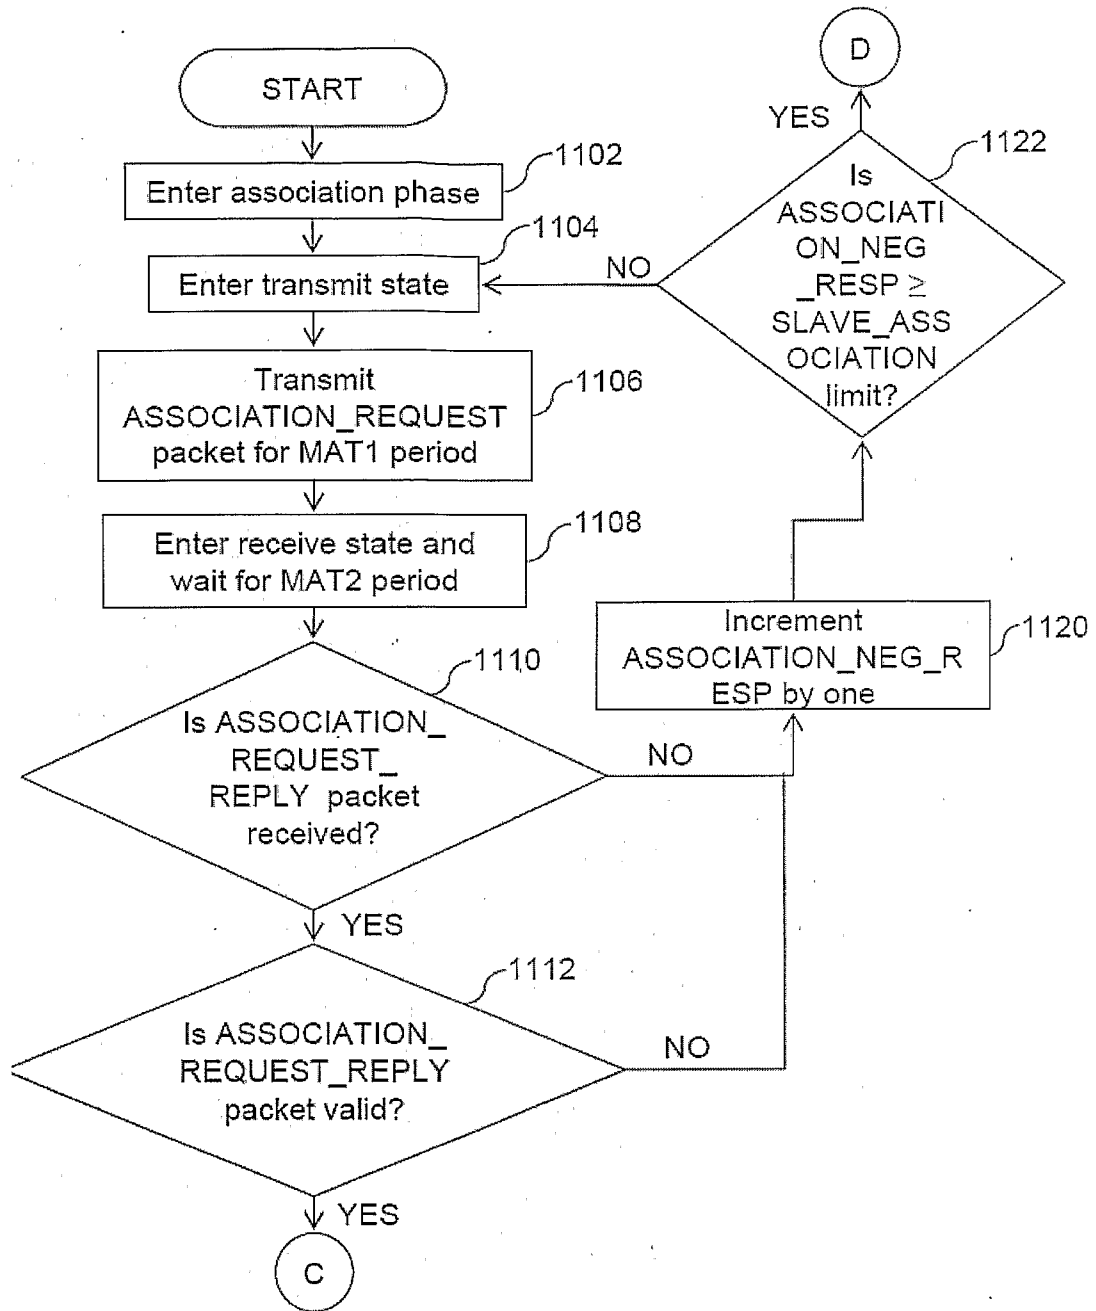 START
1102
Enter association phase
1104
Enter transmit state
Transmit
ASSOCIATION_REQUEST
packet for MAT1 period
1106
Enter receive state and
wait for MAT2 period
1108
Is ASSOCIATION_
REQUEST_
REPLY packet
received?
1110
NO
YES
Is ASSOCIATION_
REQUEST_REPLY
packet valid?
1112
NO
YES
C
Increment
ASSOCIATION_NEG_R
ESP by one
1120
Is
ASSOCIATI
ON_NEG
_RESP ≥
SLAVE_ASS
OCIATION
limit?
1122
NO
YES
D